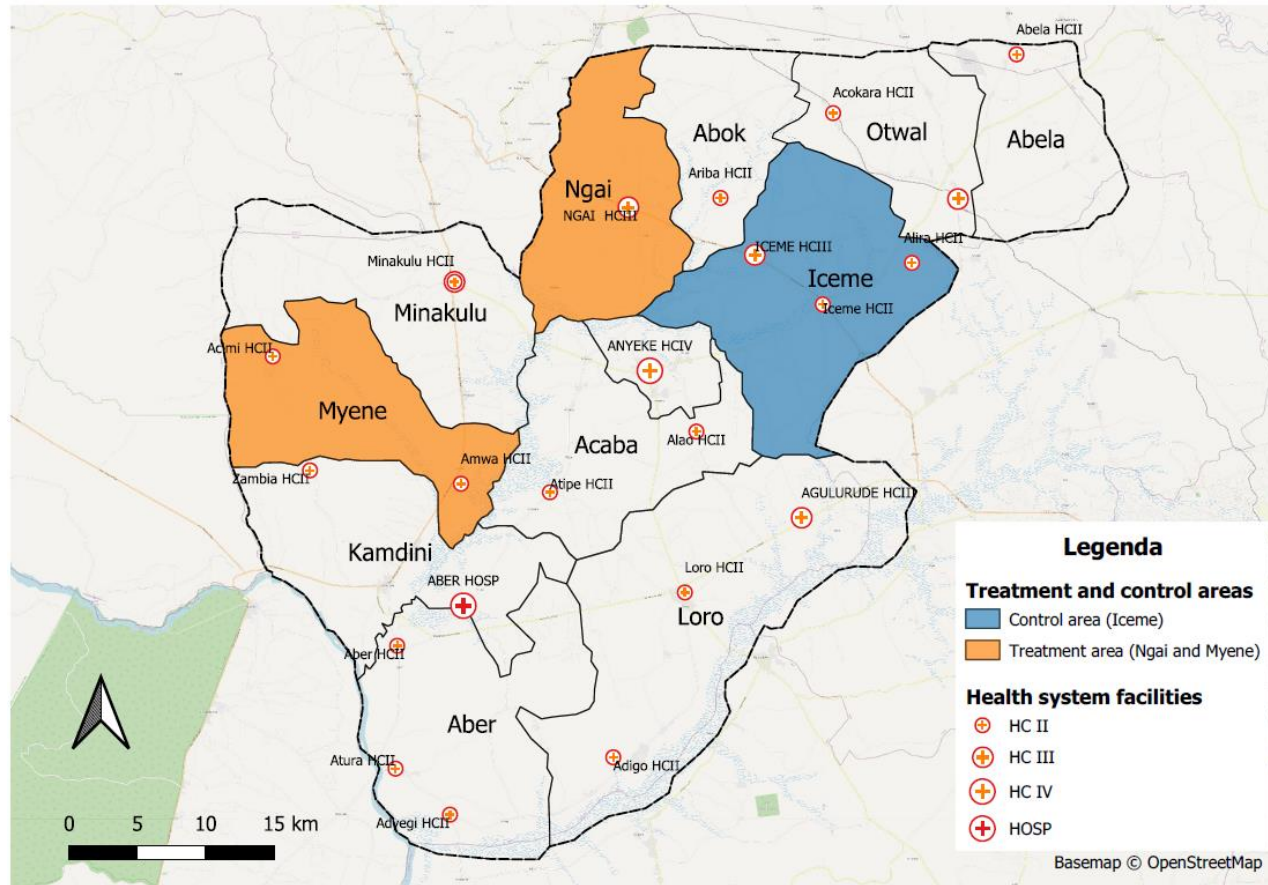 Abela HCII
Acokara HCII
Otwal
Abok
Abela
Ariba HCII
Ngai
NGAI HCIII
ICEME HCIII
Alira HCII
Minakulu HCII
Iceme
Iceme HCII
Minakulu
ANYEKE HCIV
Acimi HCII
Myene
Acaba
Alao HCII
Amwa HCII
Zambia HCII
Atipe HCII
AGULURUDE HCIII
Kamdini
ABER HOSP
Loro HCII
Loro
Aber HCII
Aber
Atura HCII
Adigo HCII
Adyegi HCII
0 5 10 15 km
Legenda
Treatment and control areas
Control area (Iceme)
Treatment area (Ngai and Myene)
Health system facilities
HC II
HC III
HC IV
HOSP
Basemap © OpenStreetMap